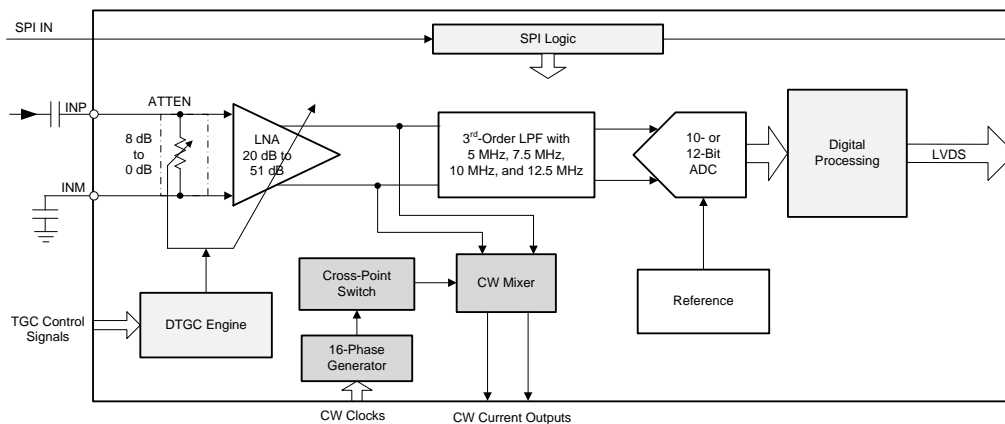 SPI IN
SPI Logic
INP
ATTEN
8 dB
to
0 dB
LNA
20 dB to
51 dB
3rd-Order LPF with
5 MHz, 7.5 MHz,
10 MHz, and 12.5 MHz
10- or
12-Bit
ADC
Digital
Processing
LVDS
INM
Cross-Point
Switch
CW Mixer
Reference
TGC Control
Signals
DTGC Engine
16-Phase
Generator
CW Clocks
CW Current Outputs